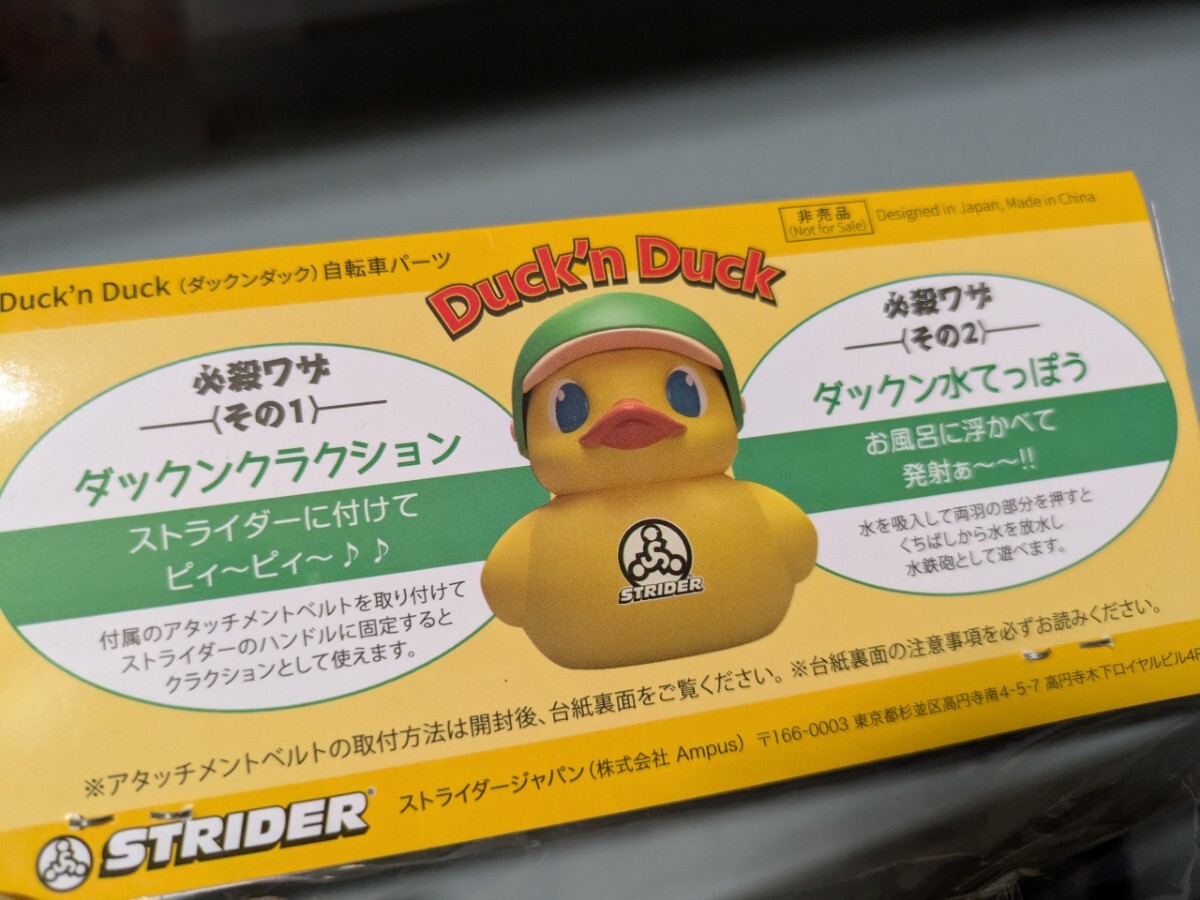 Duck'n Duck (ダックンダック) 自転車パーツ
非売品
(Not for Sale)
Designed in Japan, Made in China
Duck'n Duck
必殺ワザ
(その1)
ダックンクラクション
ストライダーに付けて
ピィ〜ピィ〜♪♪
付属のアタッチメントベルトを取り付けて
ストライダーのハンドルに固定すると
クラクションとして使えます。
STRIDER
必殺ワザ
(その2)
ダックン水てっぽう
お風呂に浮かべて
発射ぁ〜〜!!
水を吸入して両羽の部分を押すと
くちばしから水を放水し
水鉄砲として遊べます。
※アタッチメントベルトの取付方法は開封後、台紙裏面をご覧ください。※台紙裏面の注意事項を必ずお読みください。
STRIDER®
ストライダージャパン(株式会社 Ampus) 〒166-0003 東京都杉並区高円寺南4-5-7 高円寺木下ロイヤルビル4F